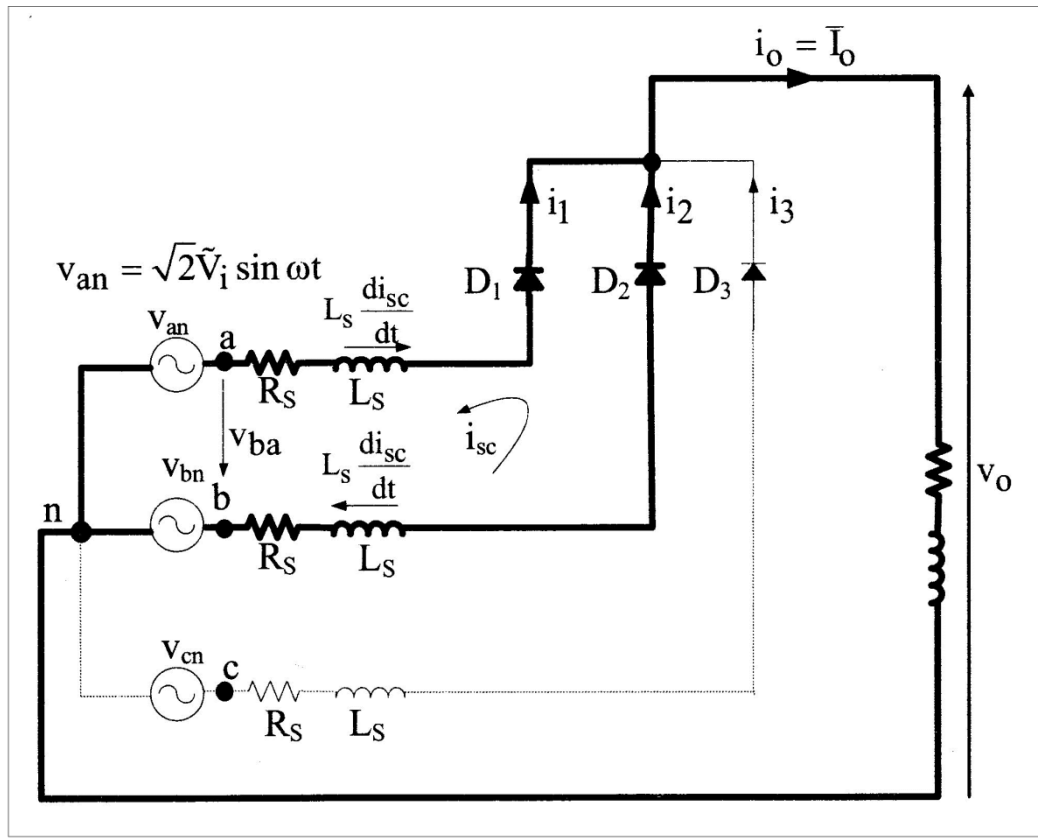 i_o = Ī_o
i_1
i_2
i_3
v_an = √2Ṽ_i sin ωt
D_1
D_2
D_3
L_s di_sc/dt
v_an
a
R_S
L_S
i_sc
v_ba
L_s di_sc/dt
v_bn
b
n
R_S
L_S
v_o
v_cn
c
R_S
L_S